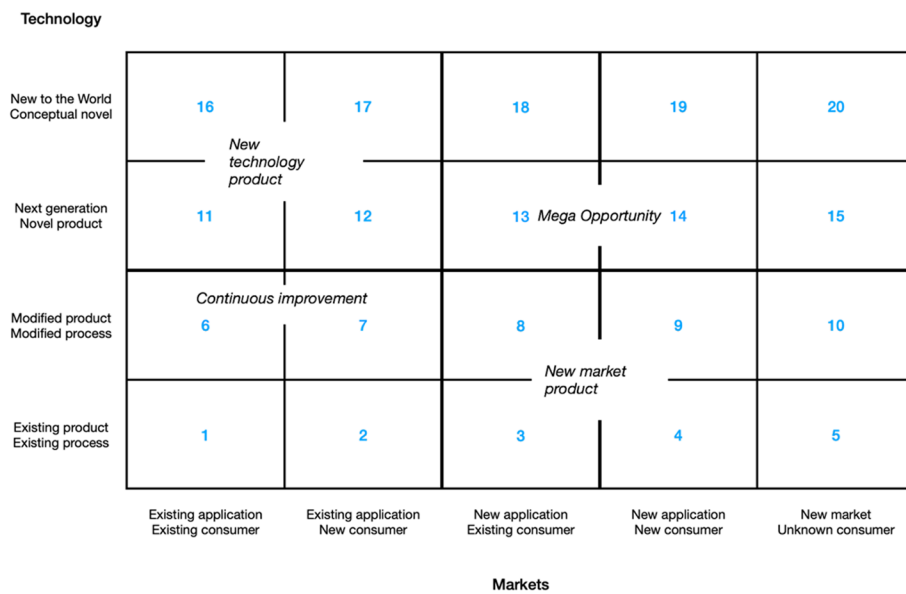 Technology
New to the World
Conceptual novel
16 17 18 19 20
New
technology
product
Next generation
Novel product
11 12 13 Mega Opportunity 14 15
Continuous improvement
Modified product
Modified process
6 7 8 9 10
New market
product
Existing product
Existing process
1 2 3 4 5
Existing application
Existing consumer
Existing application
New consumer
New application
Existing consumer
New application
New consumer
New market
Unknown consumer
Markets